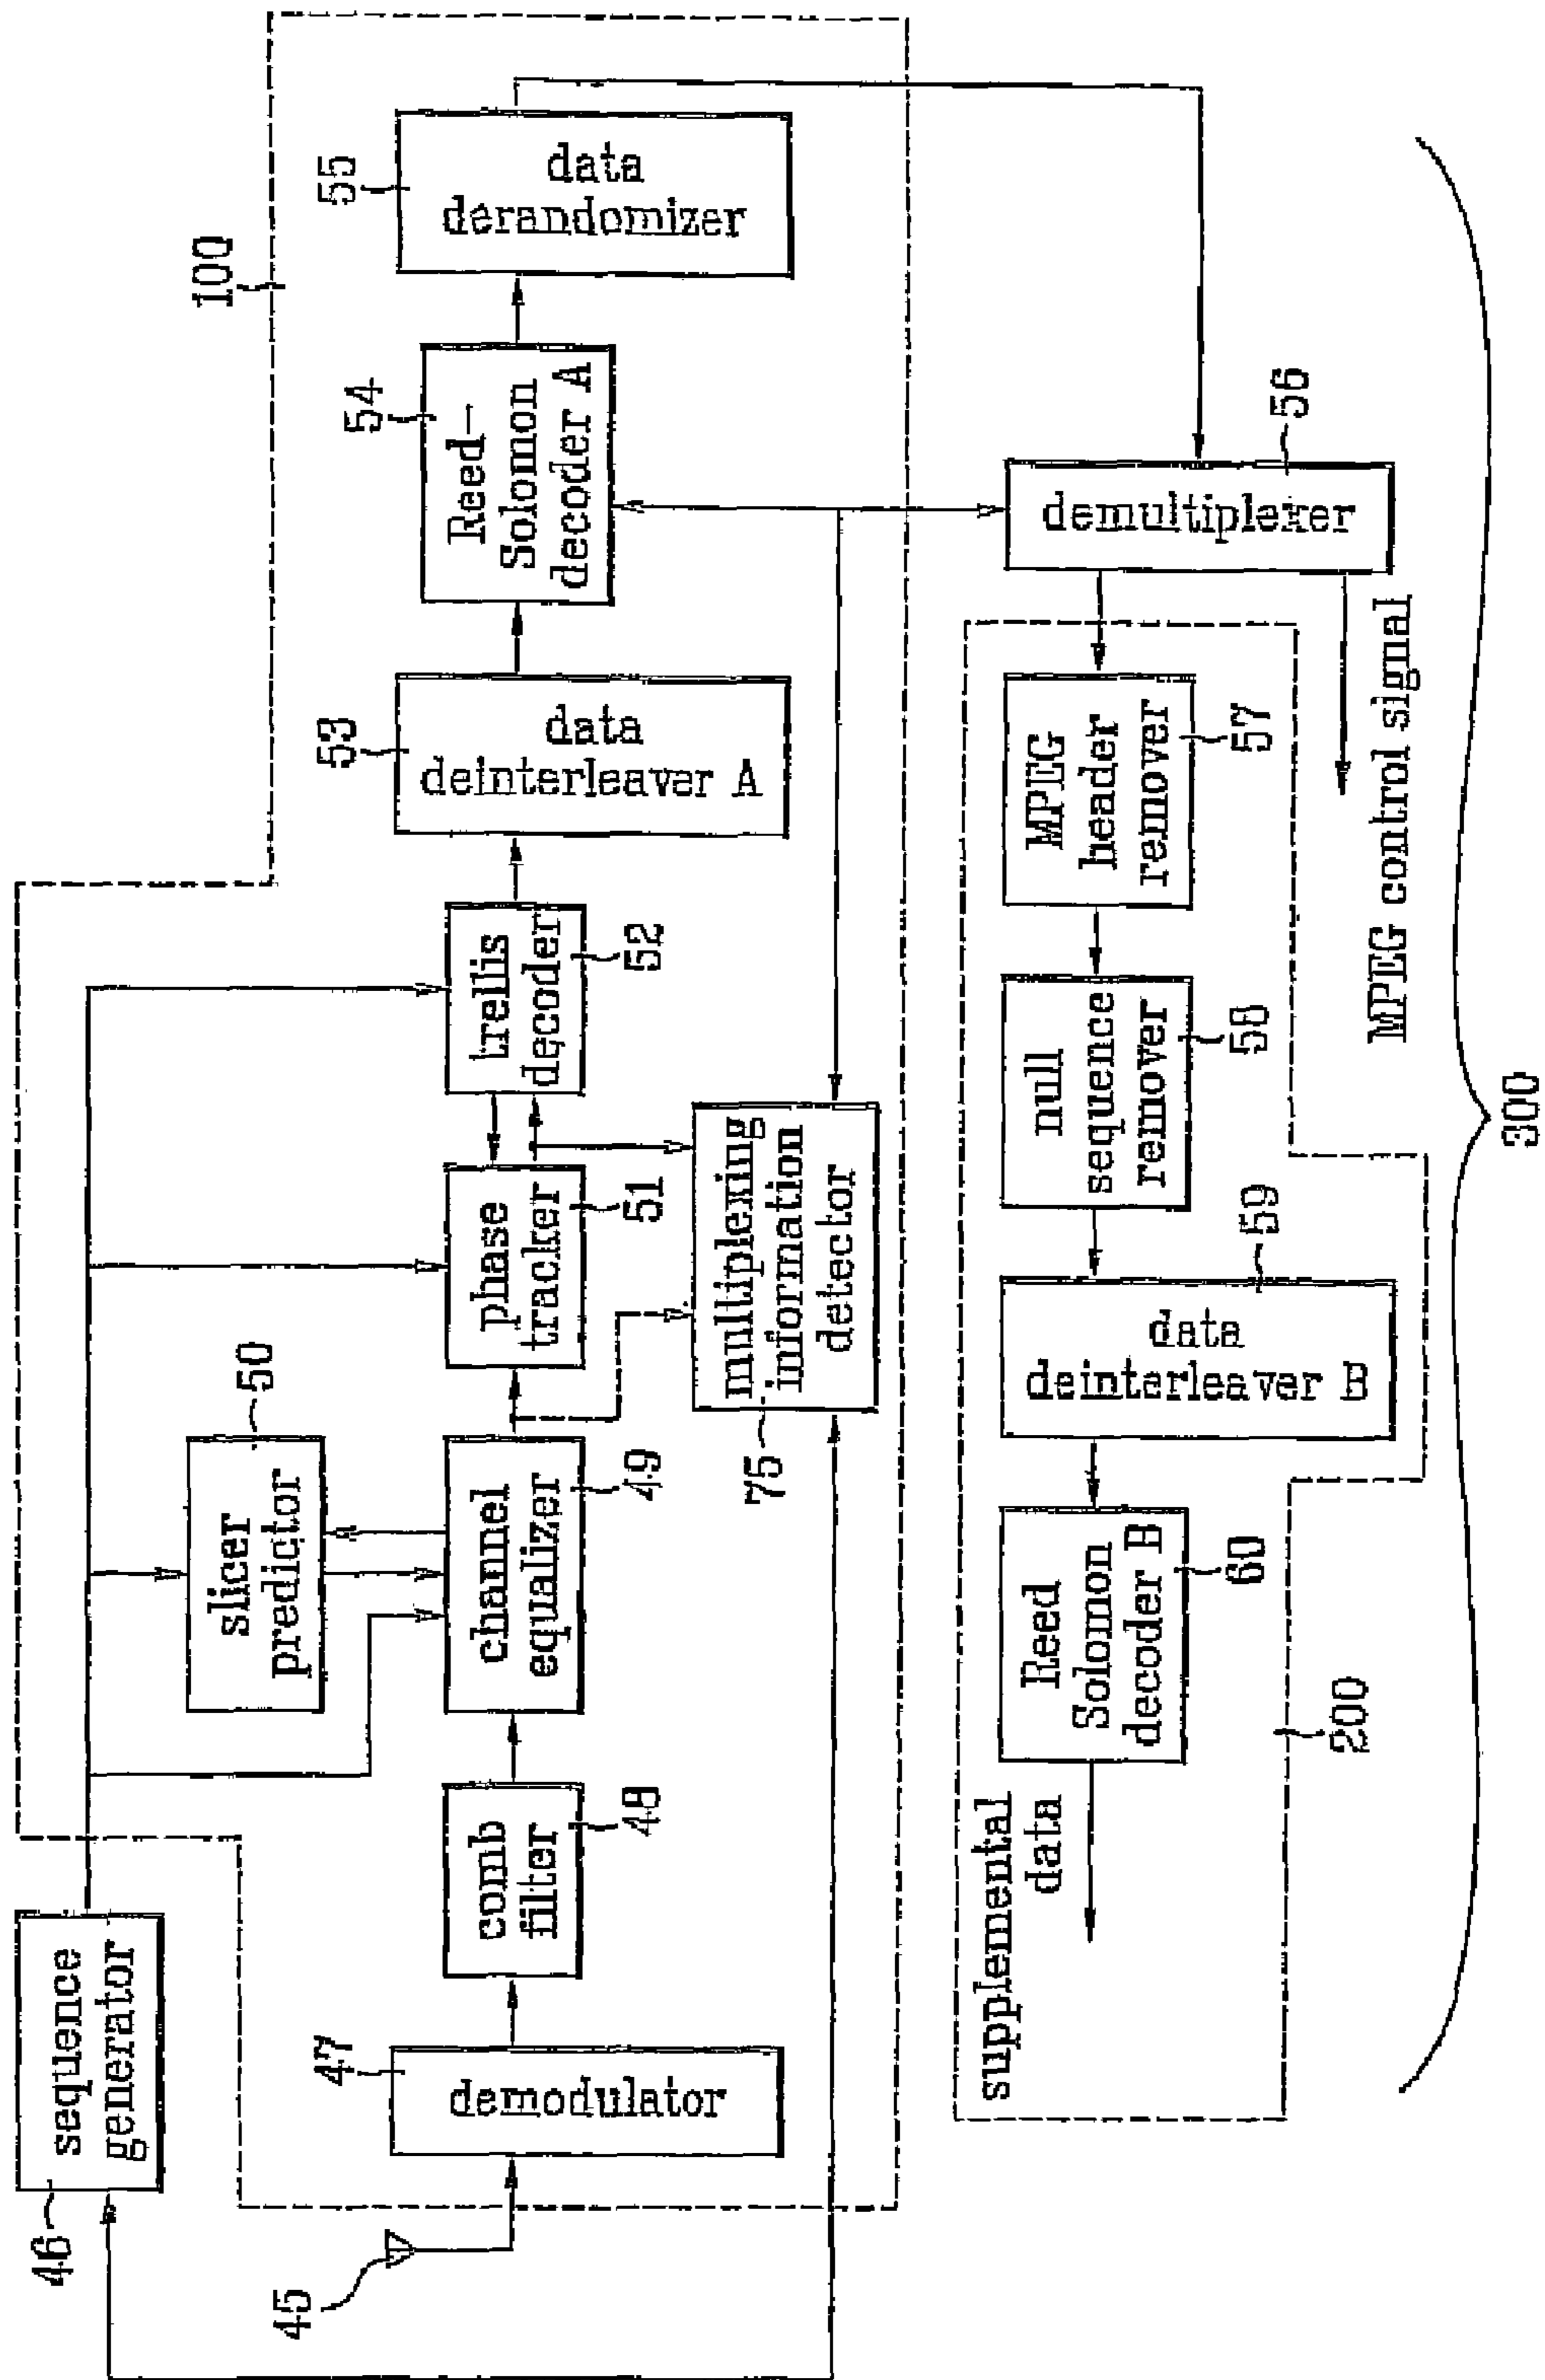 100
46
sequence
generator
slicer
predictor
50
45
47
demodulator
comb
filter
48
channel
equalizer
49
phase
tracker
51
trellis
decoder
52
53
data
deinterleaver A
54
Reed-
Solomon
decoder A
55
data
derandomizer
75
multiplexing
information
detector
supplemental
data
Reed
Solomon
decoder B
60
data
deinterleaver B
59
null
sequence
remover
58
MPEG
header
remover
57
demultiplexer
56
200
MPEG control signal
300